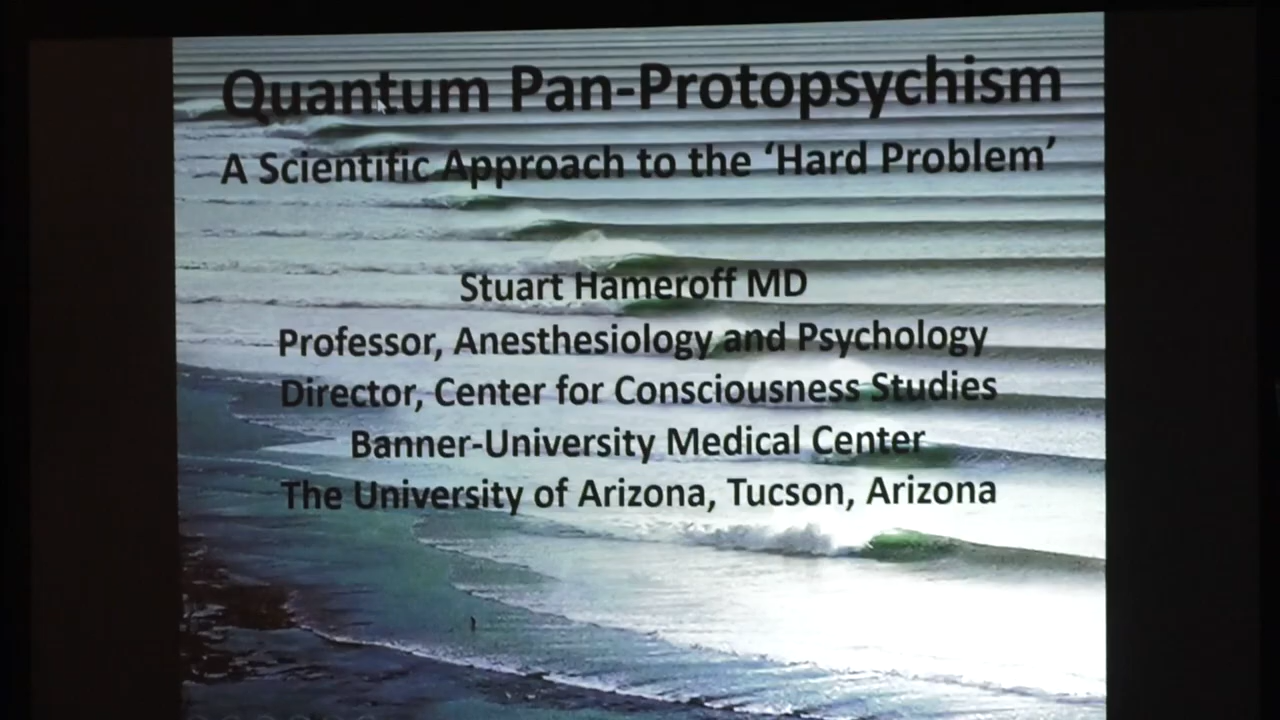 Quantum Pan-Protopsychism
A Scientific Approach to the ‘Hard Problem’
Stuart Hameroff MD
Professor, Anesthesiology and Psychology
Director, Center for Consciousness Studies
Banner-University Medical Center
The University of Arizona, Tucson, Arizona